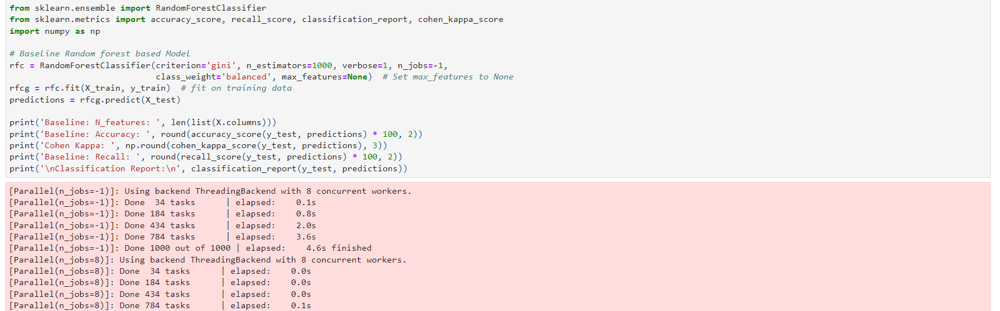 from sklearn.ensemble import RandomForestClassifier
from sklearn.metrics import accuracy_score, recall_score, classification_report, cohen_kappa_score
import numpy as np
# Baseline Random forest based Model
rfc = RandomForestClassifier(criterion='gini', n_estimators=1000, verbose=1, n_jobs=-1,
                             class_weight='balanced', max_features=None)  # Set max_features to None
rfcg = rfc.fit(X_train, y_train)  # fit on training data
predictions = rfcg.predict(X_test)
print('Baseline: N_features: ', len(list(X.columns)))
print('Baseline: Accuracy: ', round(accuracy_score(y_test, predictions) * 100, 2))
print('Cohen Kappa: ', np.round(cohen_kappa_score(y_test, predictions), 3))
print('Baseline: Recall: ', round(recall_score(y_test, predictions) * 100, 2))
print('\nClassification Report:\n', classification_report(y_test, predictions))
[Parallel(n_jobs=-1)]: Using backend ThreadingBackend with 8 concurrent workers.
[Parallel(n_jobs=-1)]: Done  34 tasks      | elapsed:    0.1s
[Parallel(n_jobs=-1)]: Done 184 tasks      | elapsed:    0.8s
[Parallel(n_jobs=-1)]: Done 434 tasks      | elapsed:    2.0s
[Parallel(n_jobs=-1)]: Done 784 tasks      | elapsed:    3.6s
[Parallel(n_jobs=-1)]: Done 1000 out of 1000 | elapsed:    4.6s finished
[Parallel(n_jobs=8)]: Using backend ThreadingBackend with 8 concurrent workers.
[Parallel(n_jobs=8)]: Done  34 tasks      | elapsed:    0.0s
[Parallel(n_jobs=8)]: Done 184 tasks      | elapsed:    0.0s
[Parallel(n_jobs=8)]: Done 434 tasks      | elapsed:    0.0s
[Parallel(n_jobs=8)]: Done 784 tasks      | elapsed:    0.1s